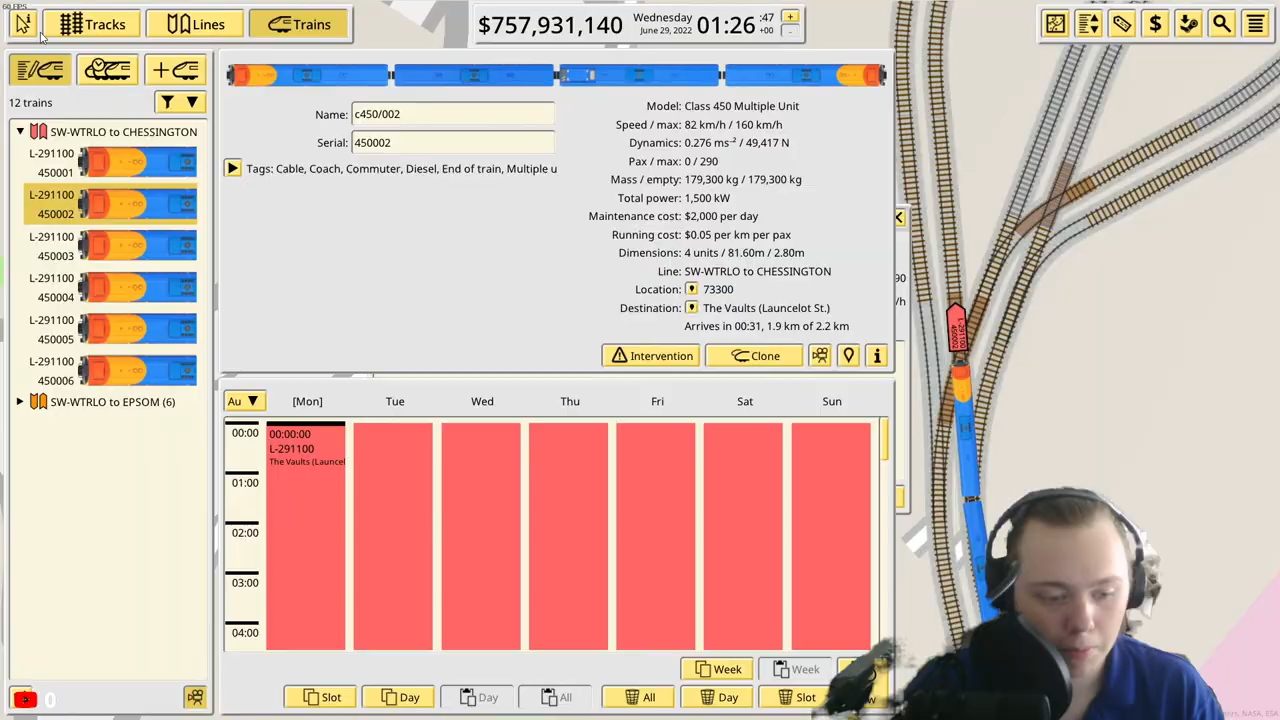 60 FPS
Tracks
Lines
Trains
$757,931,140
Wednesday
June 29, 2022
01:26
:47
+00
+
-
$
12 trains
SW-WTRLO to CHESSINGTON
L-291100
450001
L-291100
450002
L-291100
450003
L-291100
450004
L-291100
450005
L-291100
450006
SW-WTRLO to EPSOM (6)
0
Name: c450/002
Serial: 450002
Tags: Cable, Coach, Commuter, Diesel, End of train, Multiple u
Model: Class 450 Multiple Unit
Speed / max: 82 km/h / 160 km/h
Dynamics: 0.276 ms⁻² / 49,417 N
Pax / max: 0 / 290
Mass / empty: 179,300 kg / 179,300 kg
Total power: 1,500 kW
Maintenance cost: $2,000 per day
Running cost: $0.05 per km per pax
Dimensions: 4 units / 81.60m / 2.80m
Line: SW-WTRLO to CHESSINGTON
Location: 73300
Destination: The Vaults (Launcelot St.)
Arrives in 00:31, 1.9 km of 2.2 km
Intervention
Clone
i
Au
[Mon]
Tue
Wed
Thu
Fri
Sat
Sun
00:00
01:00
02:00
03:00
04:00
00:00:00
L-291100
The Vaults (Launcel
Week
Week
Slot
Day
Day
All
All
Day
Slot
L-291100
450002